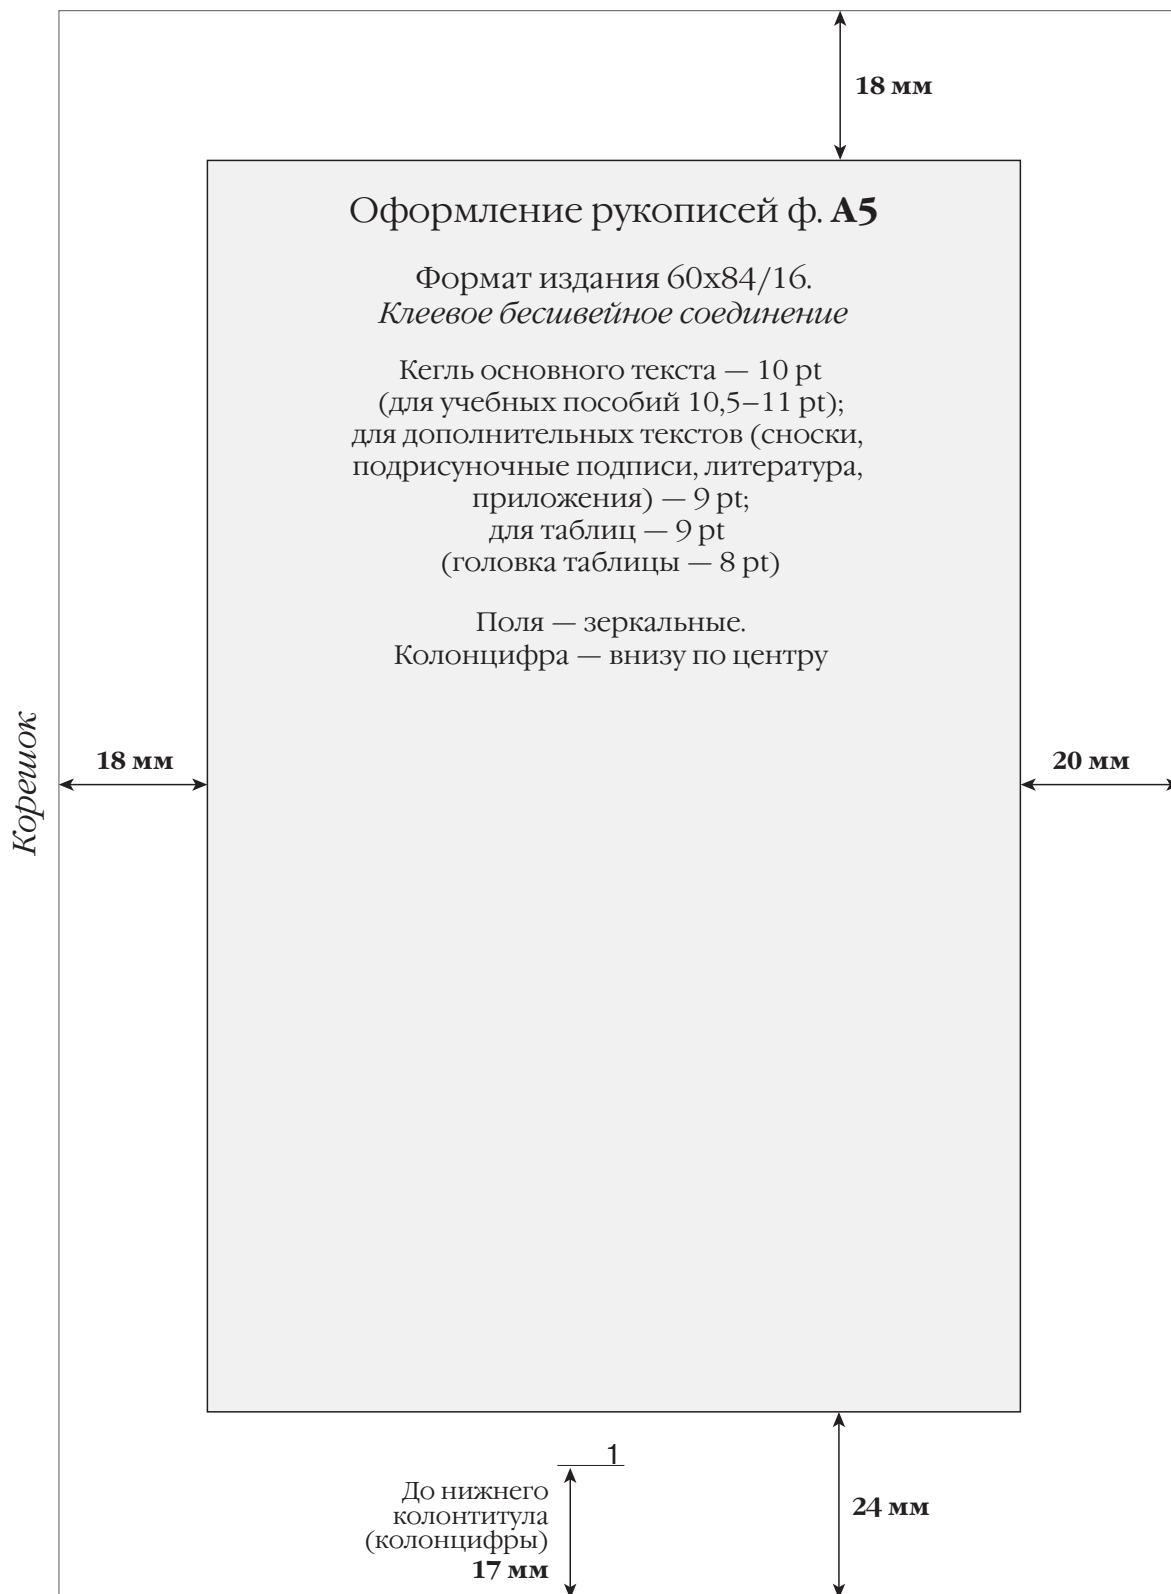 18 мм
Оформление рукописей ф. А5
Формат издания 60х84/16.
Клеевое бесшвейное соединение
Кегль основного текста — 10 pt
(для учебных пособий 10,5–11 pt);
для дополнительных текстов (сноски,
подрисуночные подписи, литература,
приложения) — 9 pt;
для таблиц — 9 pt
(головка таблицы — 8 pt)
Поля — зеркальные.
Колонцифра — внизу по центру
Корешок
18 мм
20 мм
1
До нижнего
колонтитула
(колонцифры)
17 мм
24 мм